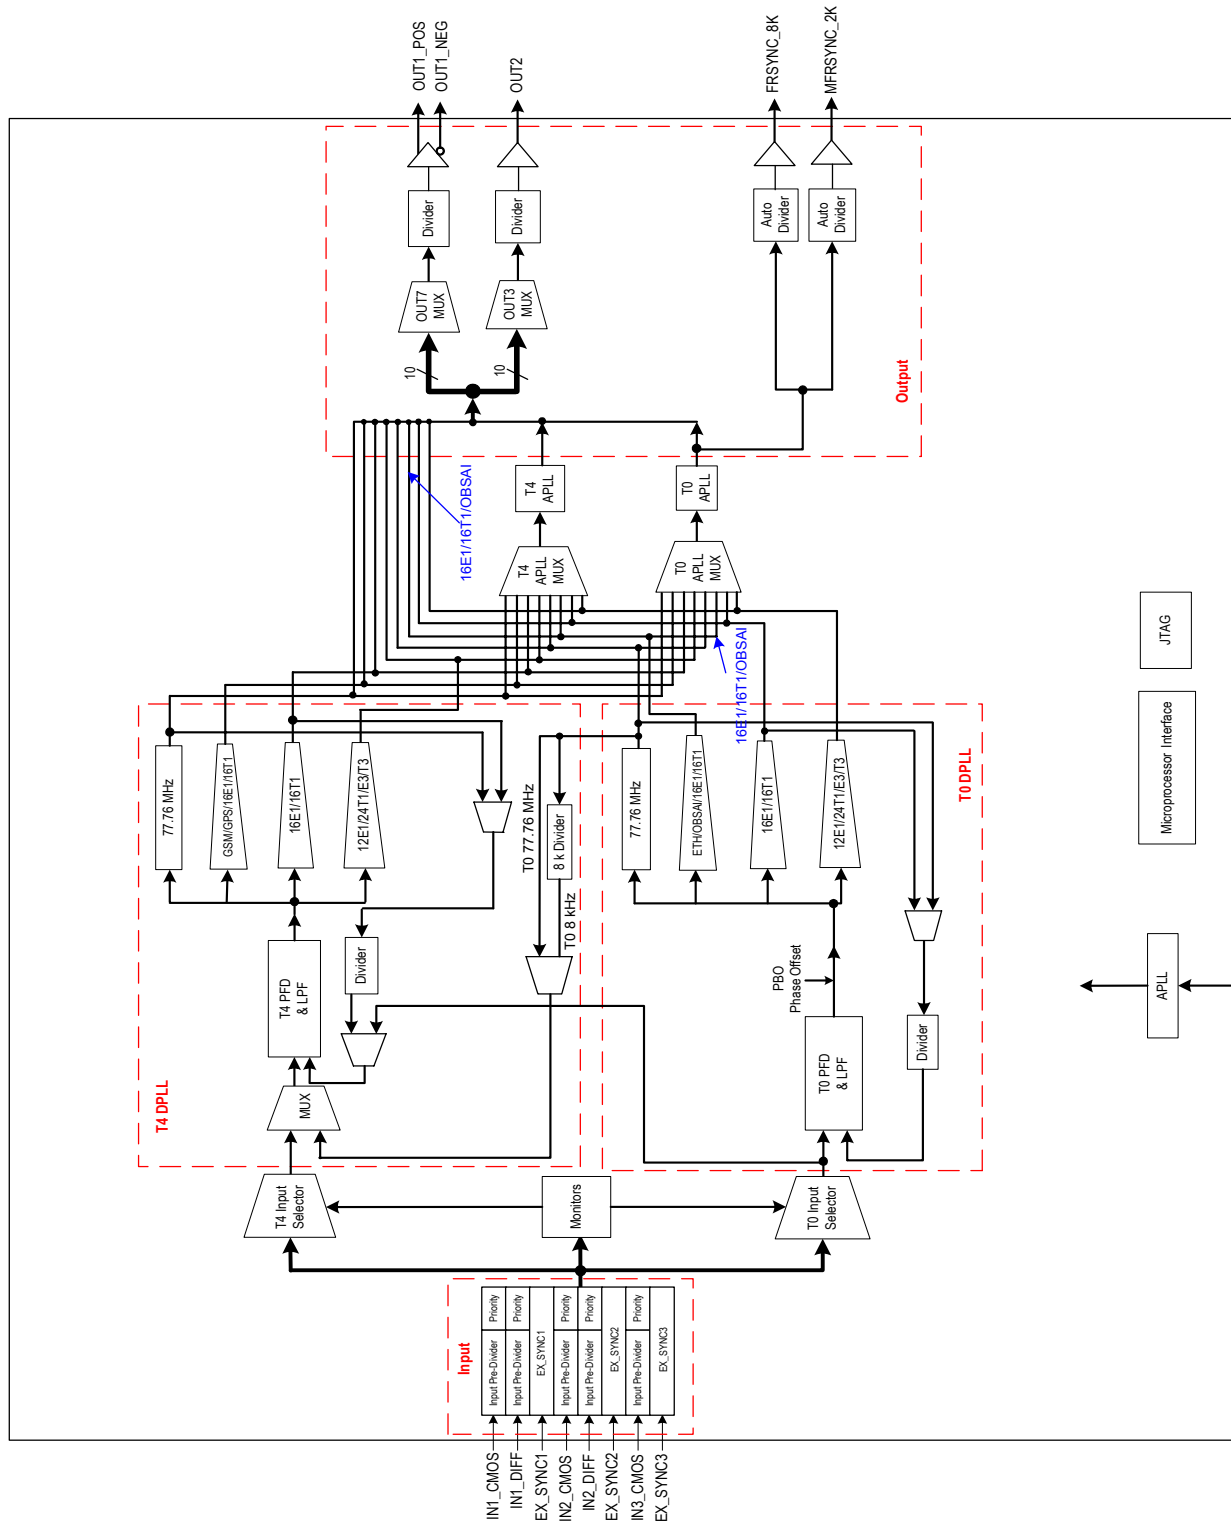 OUT1_POS
OUT1_NEG
OUT2
FRSYNC_8K
MFRSYNC_2K
Divider
Divider
Auto
Divider
Auto
Divider
OUT7
MUX
OUT3
MUX
10
10
Output
16E1/16T1/OBSAI
T4
APLL
T0
APLL
T4
APLL
MUX
T0
APLL
MUX
16E1/16T1/OBSAI
JTAG
Microprocessor Interface
APLL
T4 DPLL
77.76 MHz
GSM/GPS/16E1/16T1
16E1/16T1
12E1/24T1/E3/T3
T4 PFD
& LPF
Divider
MUX
8 k Divider
T0 77.76 MHz
T0 8 kHz
T0 DPLL
77.76 MHz
ETH/OBSAI/16E1/16T1
16E1/16T1
12E1/24T1/E3/T3
PBO
Phase Offset
T0 PFD
& LPF
Divider
T4 Input
Selector
Monitors
T0 Input
Selector
Input
Input Pre-Divider
Priority
Input Pre-Divider
Priority
EX_SYNC1
Input Pre-Divider
Priority
Input Pre-Divider
Priority
EX_SYNC2
Input Pre-Divider
Priority
EX_SYNC3
IN1_CMOS
IN1_DIFF
EX_SYNC1
IN2_CMOS
IN2_DIFF
EX_SYNC2
IN3_CMOS
EX_SYNC3